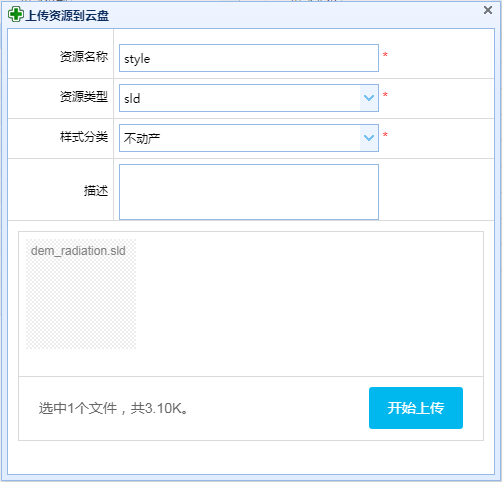 上传资源到云盘
资源名称 style *
资源类型 sld *
样式分类 不动产 *
描述
dem_radiation.sld
选中1个文件，共3.10K。 开始上传